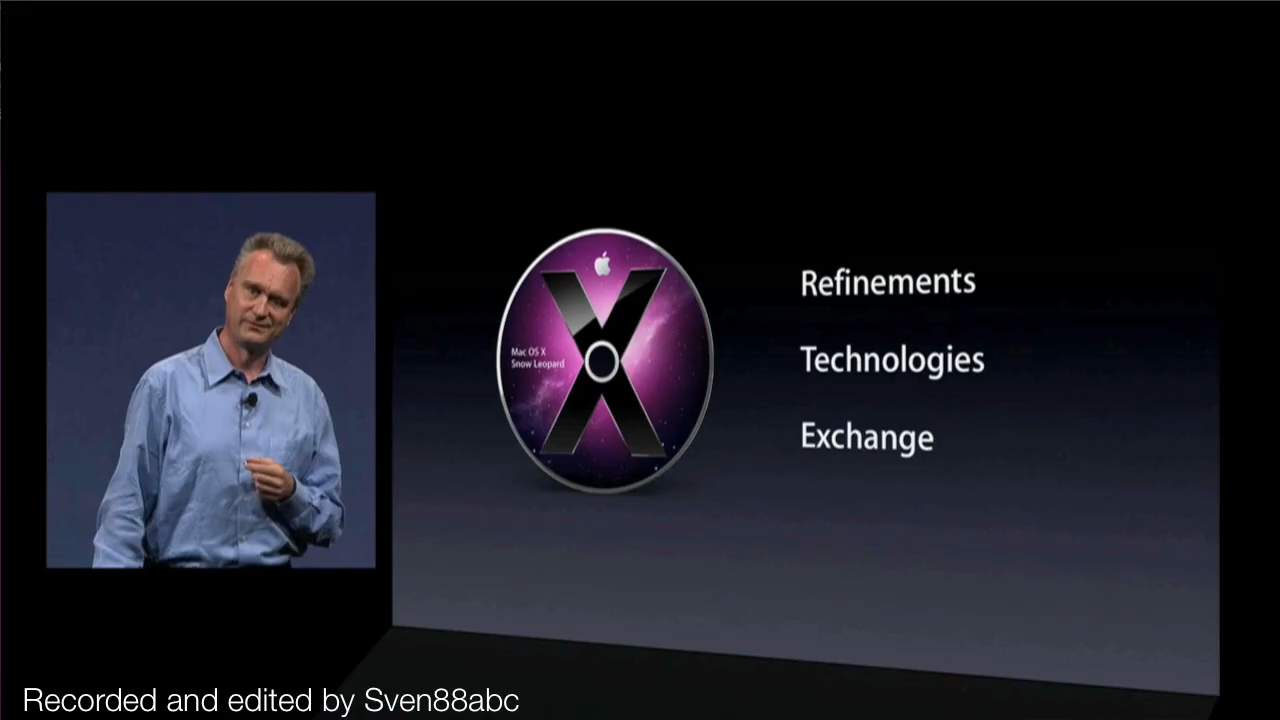 Mac OS X
Snow Leopard
Refinements
Technologies
Exchange
Recorded and edited by Sven88abc